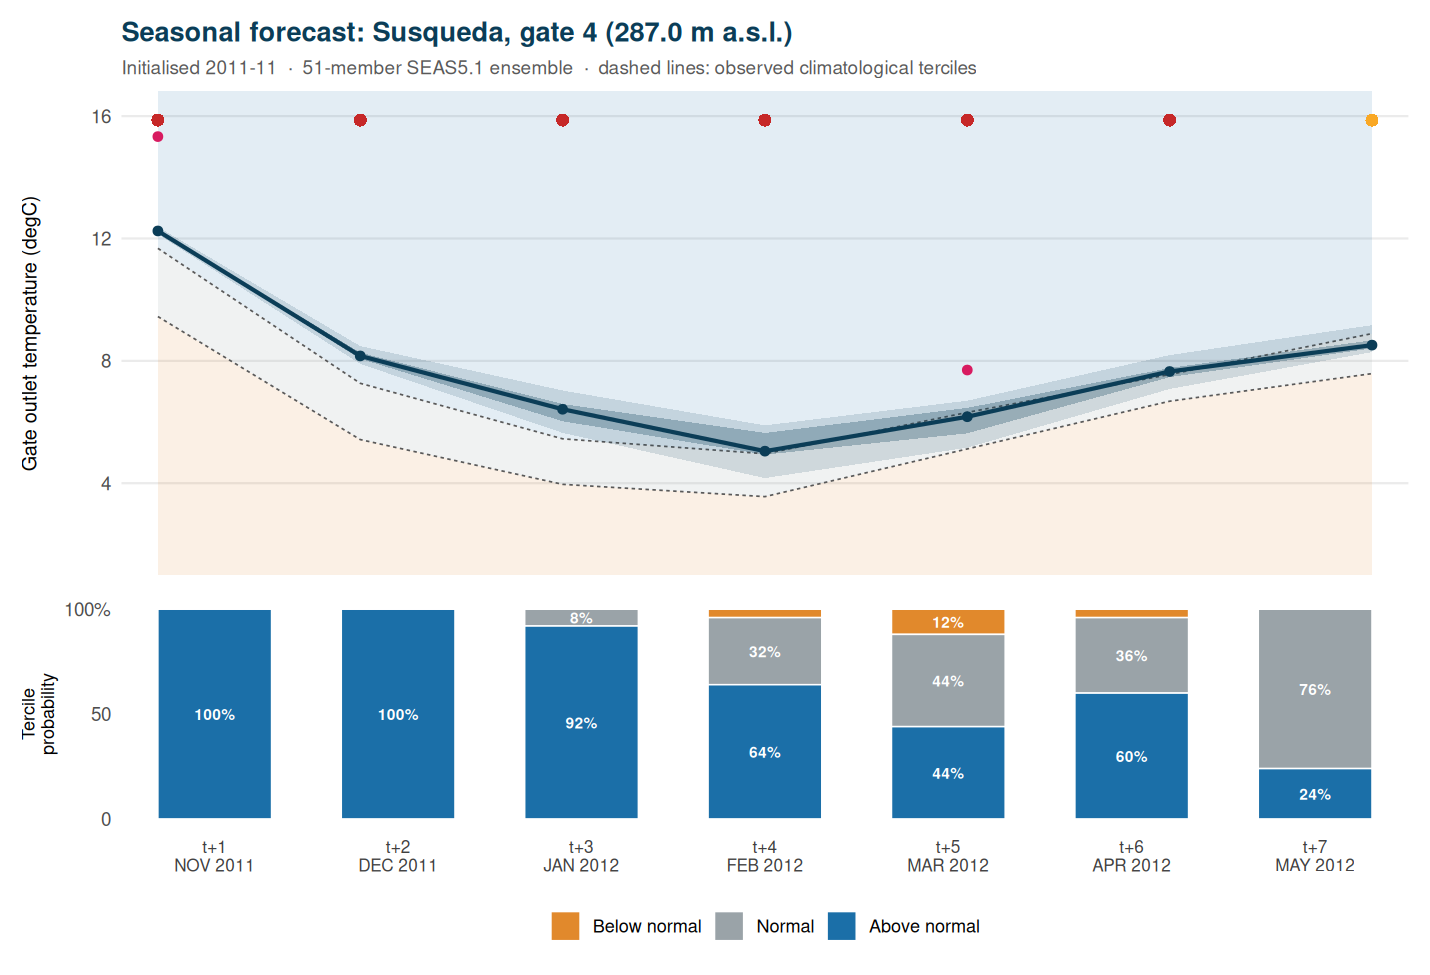 Seasonal forecast: Susqueda, gate 4 (287.0 m a.s.l.)
Initialised 2011-11 · 51-member SEAS5.1 ensemble · dashed lines: observed climatological terciles
Gate outlet temperature (degC)
16
12
8
4
Tercile
probability
100%
50
0
100%
100%
8%
92%
32%
64%
12%
44%
44%
36%
60%
76%
24%
t+1
NOV 2011
t+2
DEC 2011
t+3
JAN 2012
t+4
FEB 2012
t+5
MAR 2012
t+6
APR 2012
t+7
MAY 2012
Below normal
Normal
Above normal